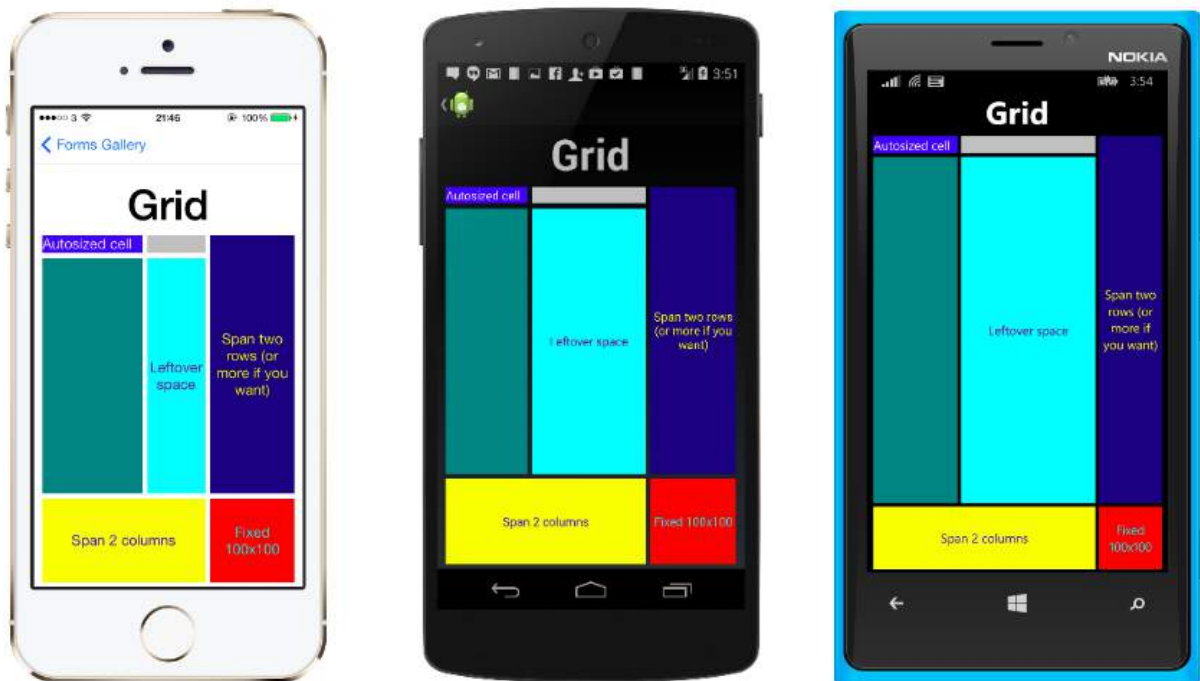 3 21:46 100%
Forms Gallery
Grid
Autosized cell
Leftover
space
Span two
rows (or
more if you
want)
Span 2 columns
Fixed
100x100
3:51
Grid
Autosized cell
Leftover space
Span two rows
(or more if you
want)
Span 2 columns
Fixed 100x100
NOKIA
3:54
Grid
Autosized cell
Leftover space
Span two
rows (or
more if
you want)
Span 2 columns
Fixed
100x100